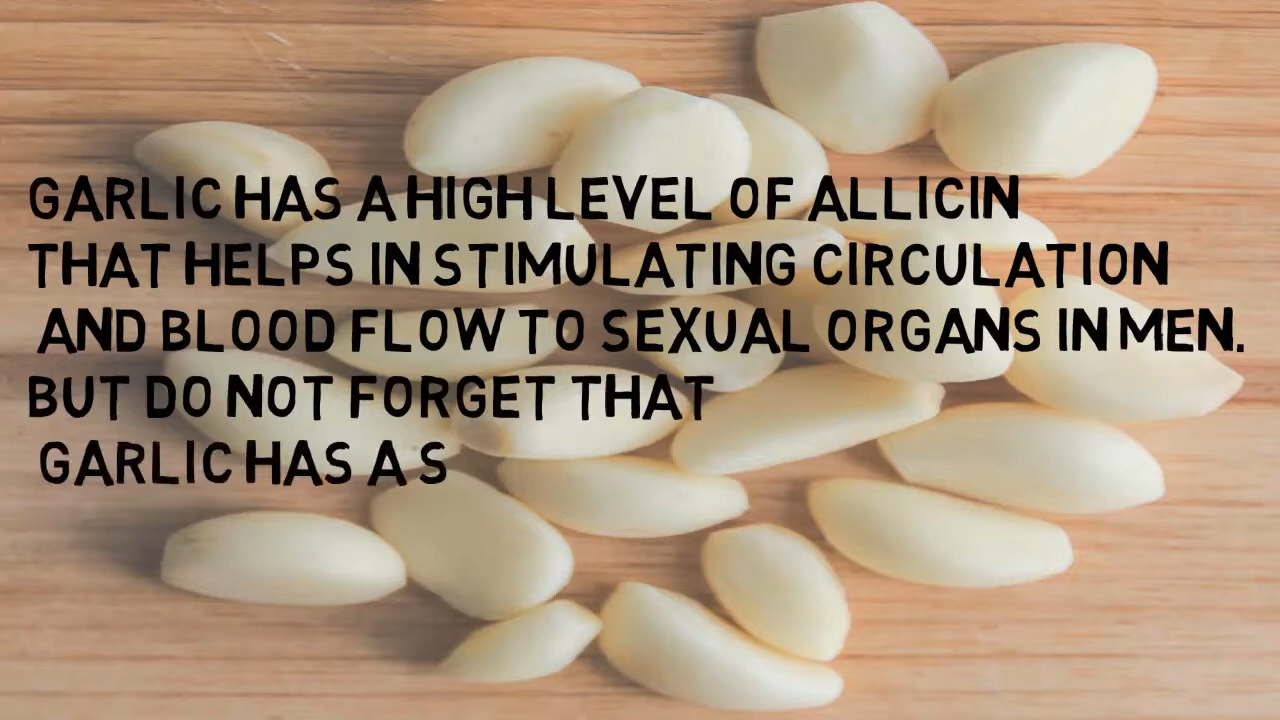 GARLIC HAS A HIGH LEVEL OF ALLICIN
THAT HELPS IN STIMULATING CIRCULATION
AND BLOOD FLOW TO SEXUAL ORGANS IN MEN.
BUT DO NOT FORGET THAT
GARLIC HAS A S